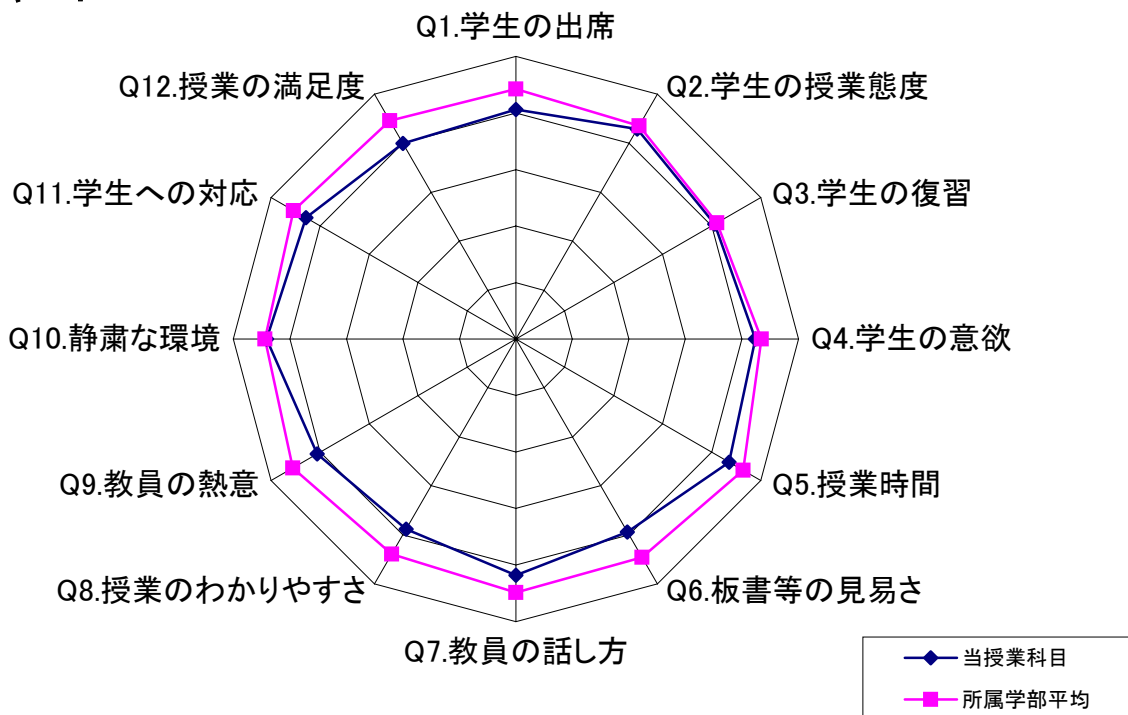 Q1.学生の出席
Q2.学生の授業態度
Q3.学生の復習
Q4.学生の意欲
Q5.授業時間
Q6.板書等の見易さ
Q7.教員の話し方
Q8.授業のわかりやすさ
Q9.教員の熱意
Q10.静粛な環境
Q11.学生への対応
Q12.授業の満足度
当授業科目
所属学部平均